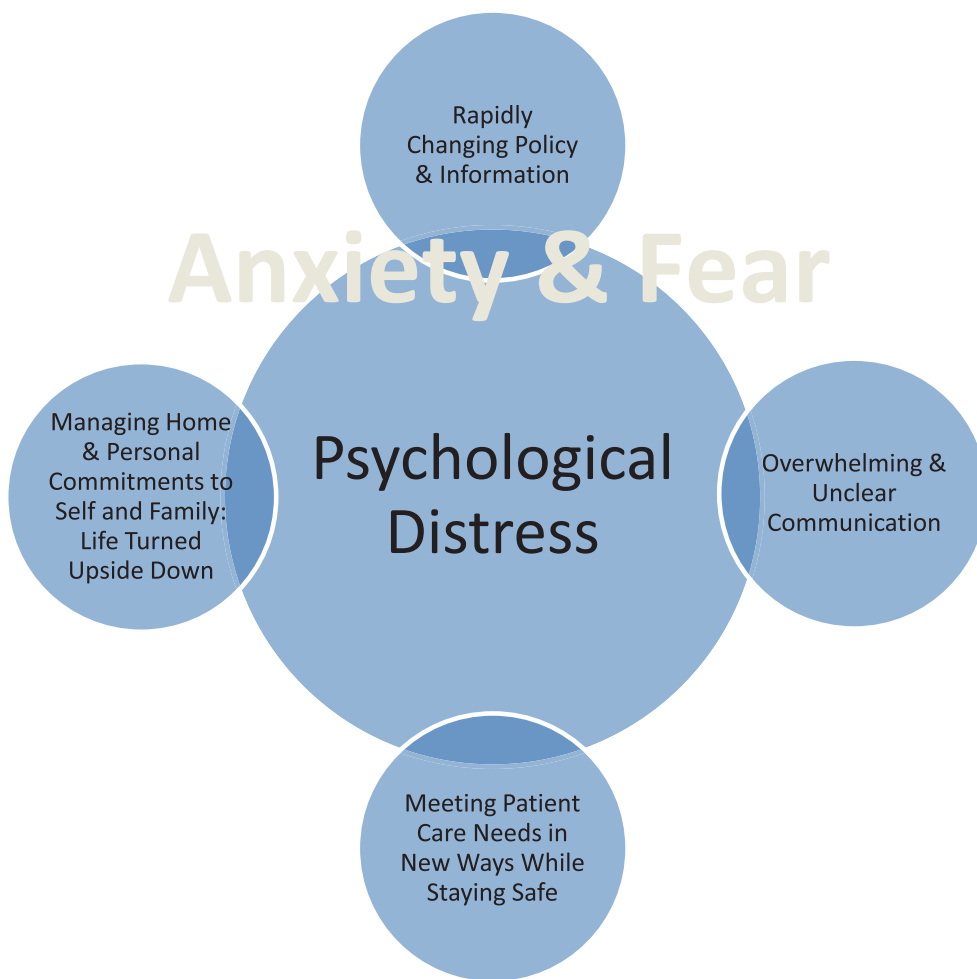 Rapidly
Changing Policy
& Information
Anxiety & Fear
Managing Home
& Personal
Commitments to
Self and Family:
Life Turned
Upside Down
Psychological
Distress
Overwhelming &
Unclear
Communication
Meeting Patient
Care Needs in
New Ways While
Staying Safe